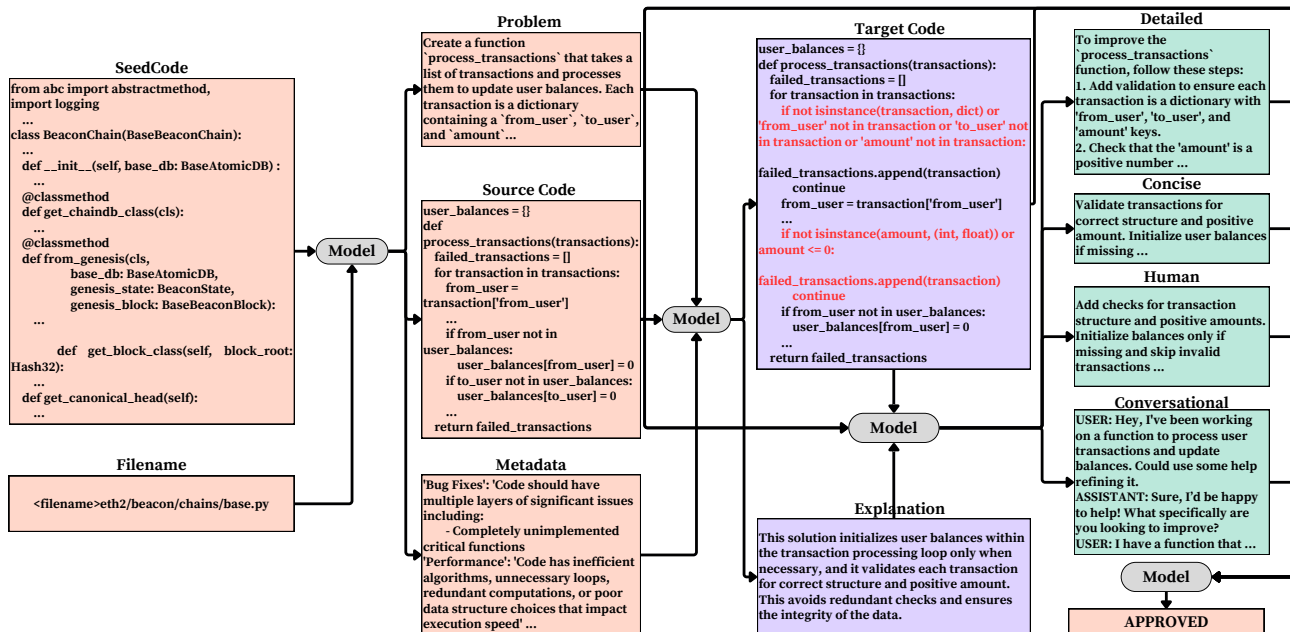 SeedCode
from abc import abstractmethod,
import logging
...
class BeaconChain(BaseBeaconChain):
...
def __init__(self, base_db: BaseAtomicDB) :
...
@classmethod
def get_chaindb_class(cls):
...
@classmethod
def from_genesis(cls,
base_db: BaseAtomicDB,
genesis_state: BeaconState,
genesis_block: BaseBeaconBlock):
...
def get_block_class(self, block_root:
Hash32):
...
def get_canonical_head(self):
...
Filename
<filename>eth2/beacon/chains/base.py
Model
Problem
Create a function
`process_transactions` that takes a
list of transactions and processes
them to update user balances. Each
transaction is a dictionary
containing a `from_user`, `to_user`,
and `amount`...
Source Code
user_balances = {}
def
process_transactions(transactions):
failed_transactions = []
for transaction in transactions:
from_user =
transaction['from_user']
...
if from_user not in
user_balances:
user_balances[from_user] = 0
if to_user not in user_balances:
user_balances[to_user] = 0
...
return failed_transactions
Metadata
'Bug Fixes': 'Code should have
multiple layers of significant issues
including:
- Completely unimplemented
critical functions
'Performance': 'Code has inefficient
algorithms, unnecessary loops,
redundant computations, or poor
data structure choices that impact
execution speed' ...
Model
Target Code
user_balances = {}
def process_transactions(transactions):
failed_transactions = []
for transaction in transactions:
if not isinstance(transaction, dict) or
'from_user' not in transaction or 'to_user' not
in transaction or 'amount' not in transaction:
failed_transactions.append(transaction)
continue
from_user = transaction['from_user']
...
if not isinstance(amount, (int, float)) or
amount <= 0:
failed_transactions.append(transaction)
continue
if from_user not in user_balances:
user_balances[from_user] = 0
...
return failed_transactions
Model
Explanation
This solution initializes user balances within
the transaction processing loop only when
necessary, and it validates each transaction
for correct structure and positive amount.
This avoids redundant checks and ensures
the integrity of the data.
Detailed
To improve the
`process_transactions`
function, follow these steps:
1. Add validation to ensure each
transaction is a dictionary with
'from_user', 'to_user', and
'amount' keys.
2. Check that the 'amount' is a
positive number ...
Concise
Validate transactions for
correct structure and positive
amount. Initialize user balances
if missing ...
Human
Add checks for transaction
structure and positive amounts.
Initialize balances only if
missing and skip invalid
transactions ...
Conversational
USER: Hey, I've been working
on a function to process user
transactions and update
balances. Could use some help
refining it.
ASSISTANT: Sure, I'd be happy
to help! What specifically are
you looking to improve?
USER: I have a function that ...
Model
APPROVED